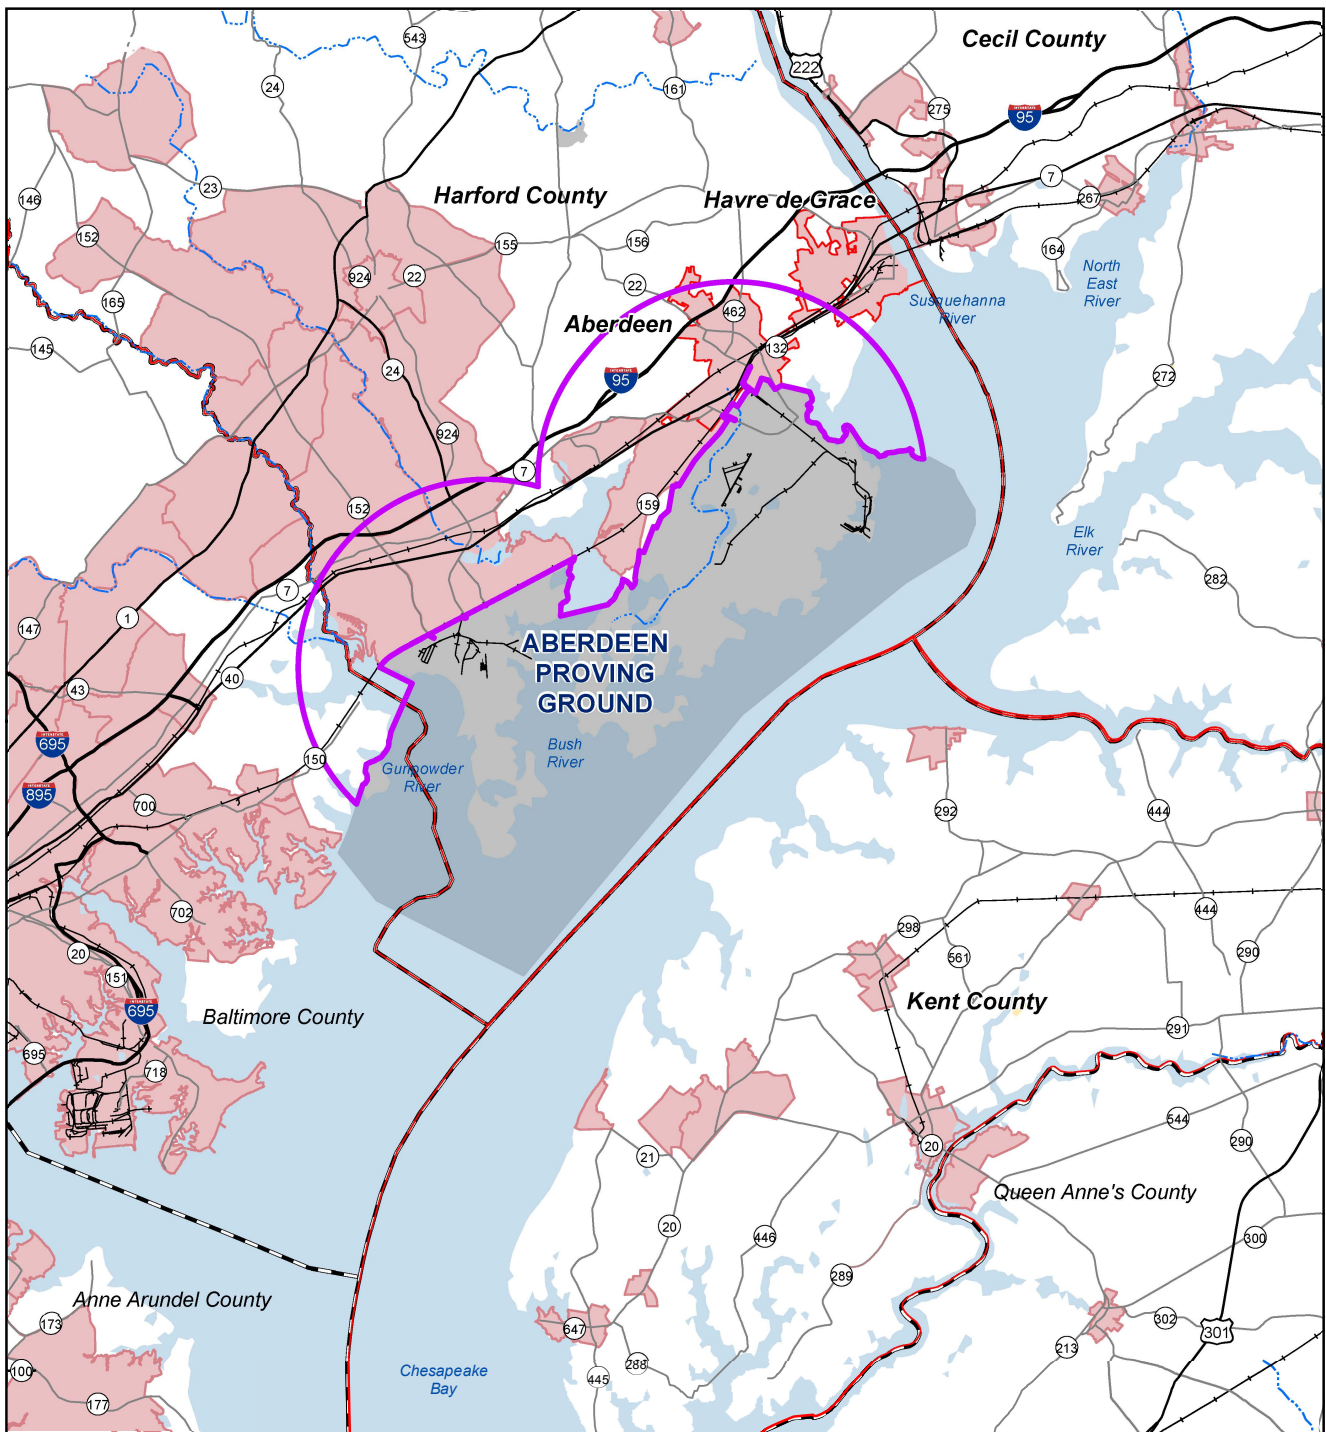 543
24
161
222
Cecil County
INTERSTATE
95
275
7
267
23
146
152
Harford County
Havre de Grace
155
156
164
North
East
River
924
22
22
165
462
Susquehanna
River
145
Aberdeen
132
24
INTERSTATE
95
272
924
7
152
159
Elk
River
282
7
1
147
ABERDEEN
PROVING
GROUND
40
43
INTERSTATE
695
Bush
River
150
Gunpowder
River
INTERSTATE
895
700
292
444
702
444
298
20
290
561
151
INTERSTATE
695
Kent County
Baltimore County
291
695
718
544
290
20
21
Queen Anne's County
20
446
300
289
Anne Arundel County
173
302
647
301
213
288
100
Chesapeake
Bay
445
177